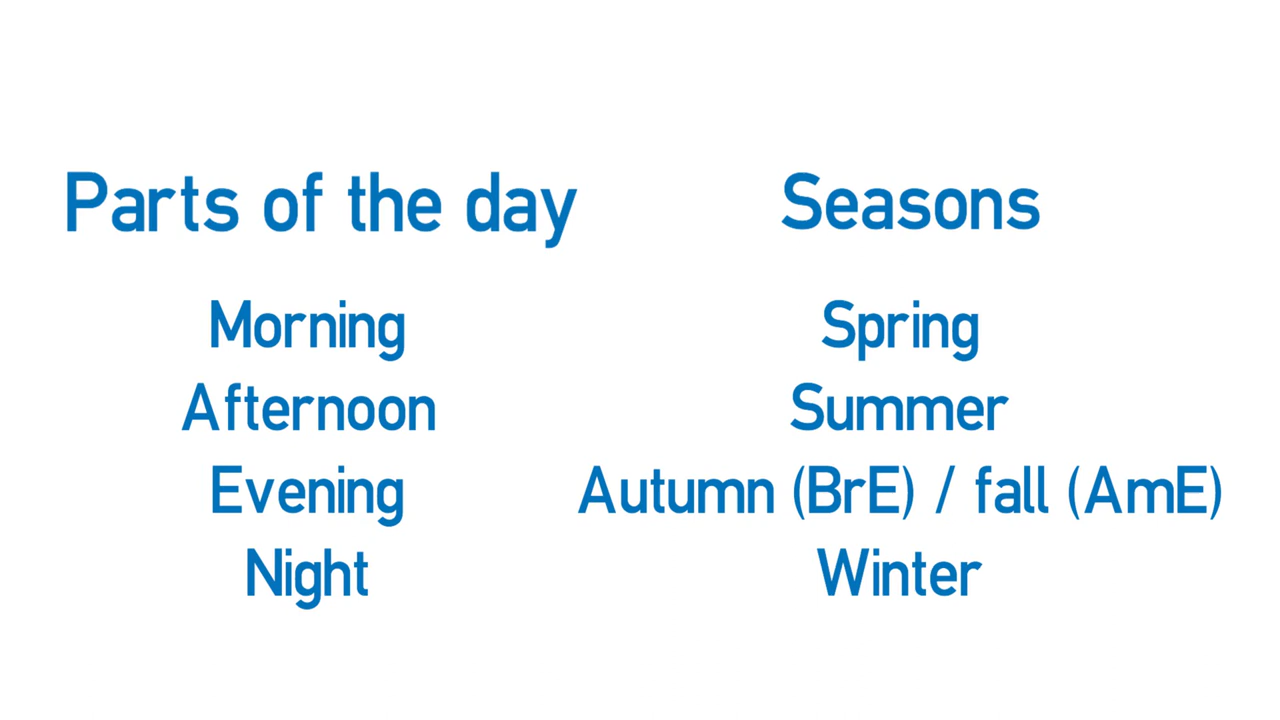 Parts of the day
Morning
Afternoon
Evening
Night
Seasons
Spring
Summer
Autumn (BrE) / fall (AmE)
Winter